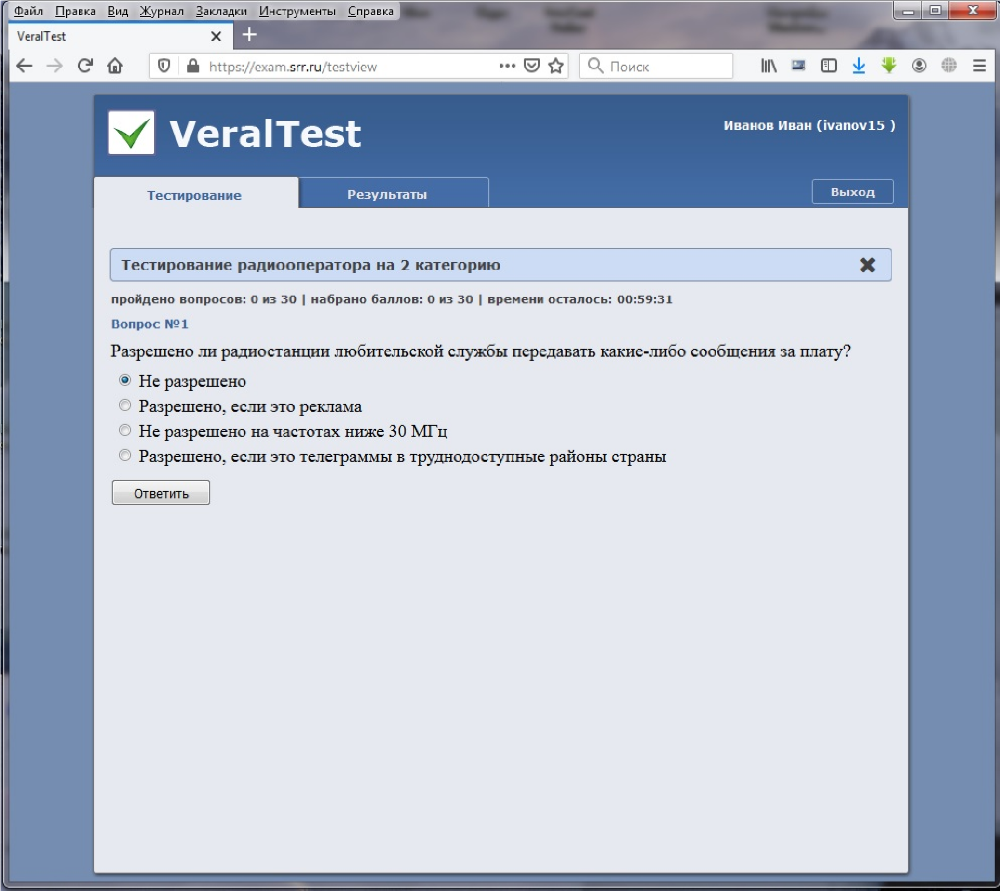 Файл Правка Вид Журнал Закладки Инструменты Справка
VeralTest
https://exam.srr.ru/testview
Поиск
VeralTest
Иванов Иван (ivanov15 )
Тестирование
Результаты
Выход
Тестирование радиооператора на 2 категорию
пройдено вопросов: 0 из 30 | набрано баллов: 0 из 30 | времени осталось: 00:59:31
Вопрос №1
Разрешено ли радиостанции любительской службы передавать какие-либо сообщения за плату?
Не разрешено
Разрешено, если это реклама
Не разрешено на частотах ниже 30 МГц
Разрешено, если это телеграммы в труднодоступные районы страны
Ответить